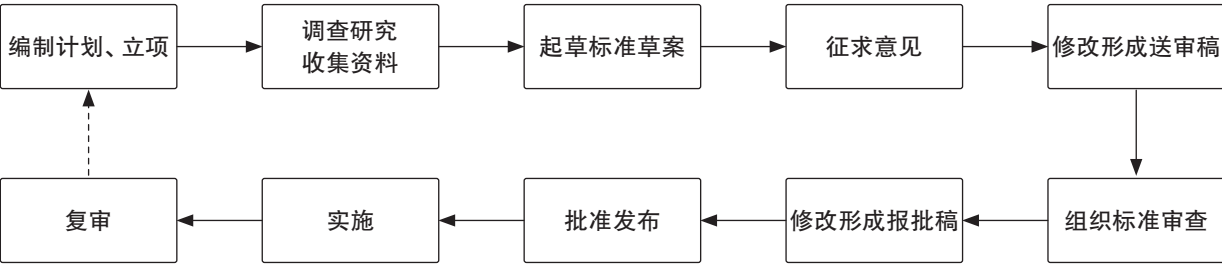 编制计划、立项
调查研究
收集资料
起草标准草案
征求意见
修改形成送审稿
组织标准审查
修改形成报批稿
批准发布
实施
复审